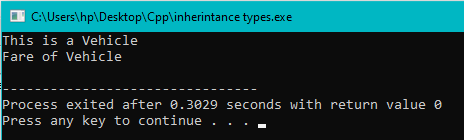 C:\Users\hp\Desktop\Cpp\inherintance types.exe
This is a Vehicle
Fare of Vehicle
--------------------------------
Process exited after 0.3029 seconds with return value 0
Press any key to continue . . .